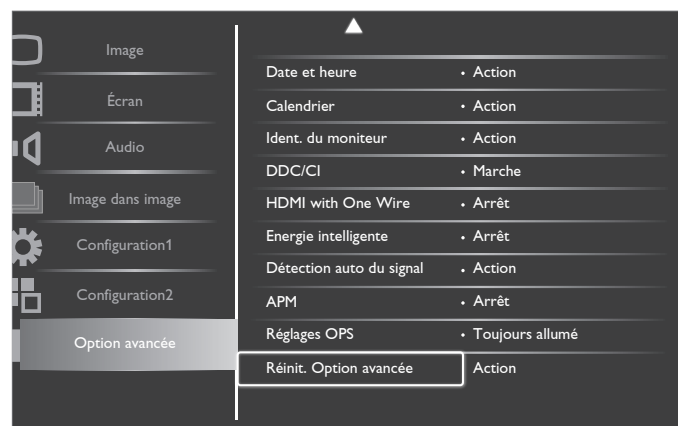 Image
Écran
Audio
Image dans image
Configuration1
Configuration2
Option avancée
Date et heure • Action
Calendrier • Action
Ident. du moniteur • Action
DDC/CI • Marche
HDMI with One Wire • Arrêt
Energie intelligente • Arrêt
Détection auto du signal • Action
APM • Arrêt
Réglages OPS • Toujours allumé
Réinit. Option avancée Action